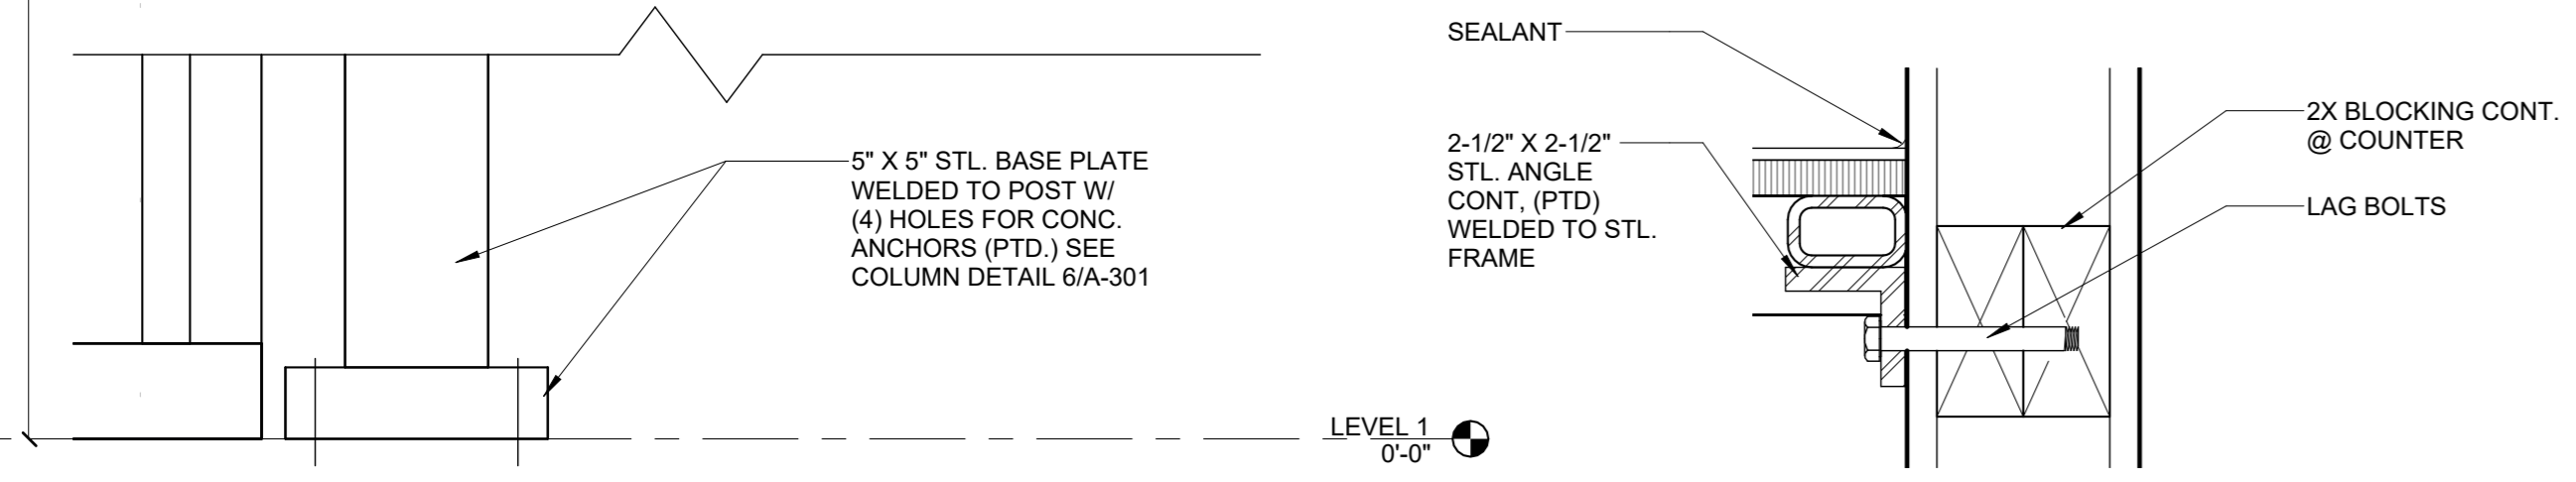 5" X 5" STL. BASE PLATE
WELDED TO POST W/
(4) HOLES FOR CONC.
ANCHORS (PTD.) SEE
COLUMN DETAIL 6/A-301
LEVEL 1
0'-0"
SEALANT
2-1/2" X 2-1/2"
STL. ANGLE
CONT, (PTD)
WELDED TO STL.
FRAME
2X BLOCKING CONT.
@ COUNTER
LAG BOLTS